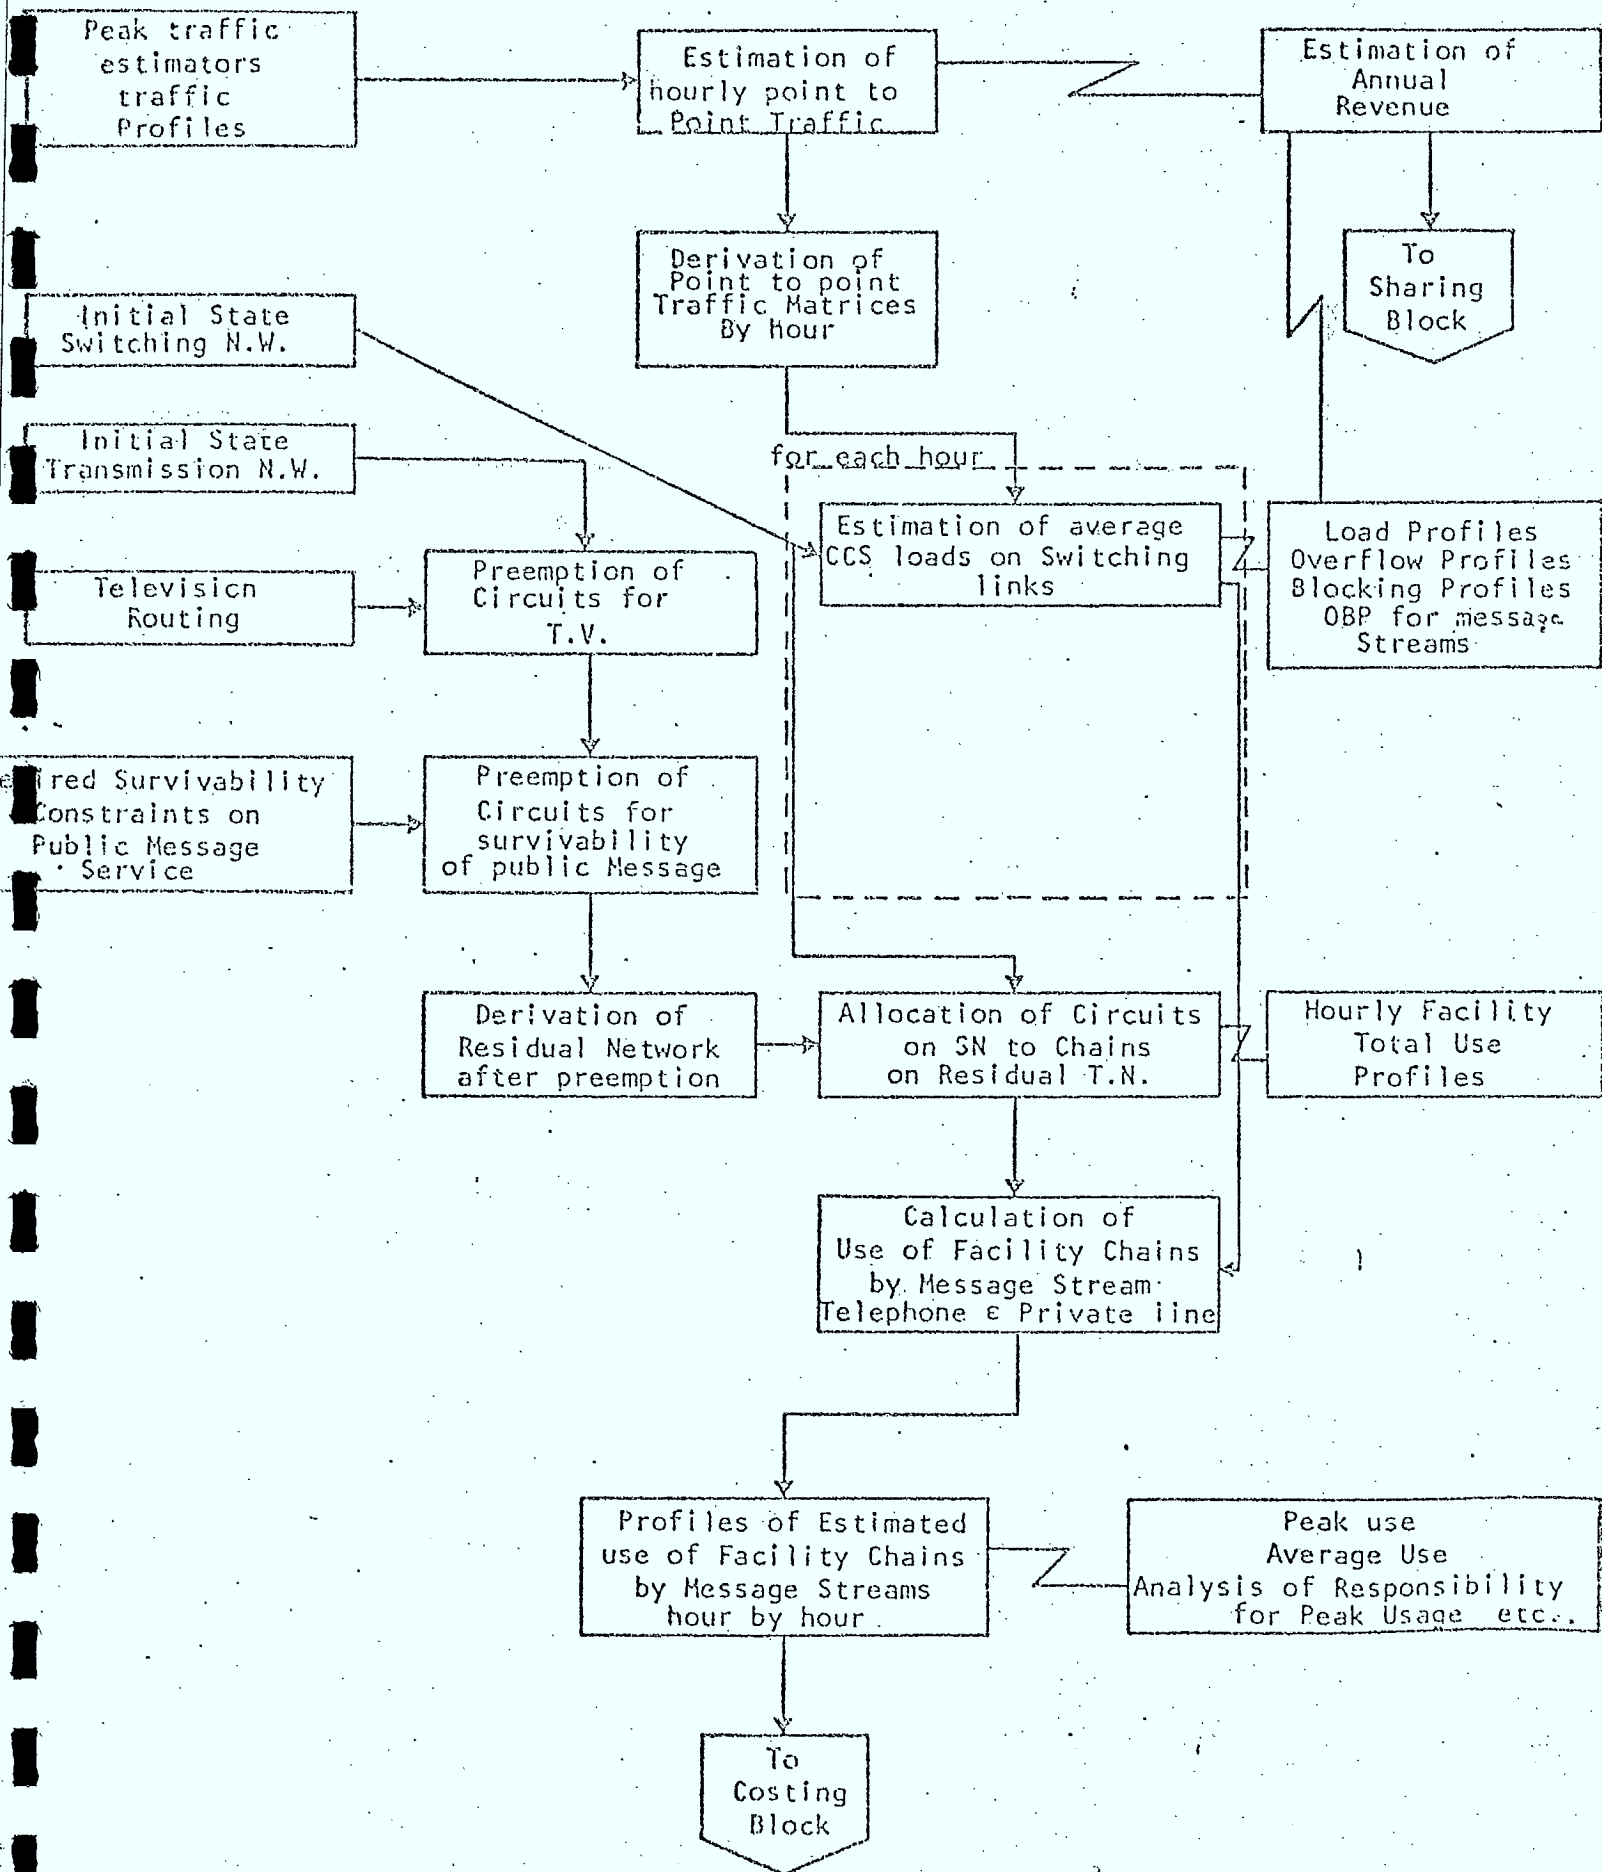 Peak traffic
estimators
traffic
Profiles
Estimation of
hourly point to
Point Traffic
Estimation of
Annual
Revenue
Derivation of
Point to point
Traffic Matrices
By Hour
To
Sharing
Block
Initial State
Switching N.W.
Initial State
Transmission N.W.
for each hour
Estimation of average
CCS loads on Switching
links
Load Profiles
Overflow Profiles
Blocking Profiles
OBP for message
Streams
Television
Routing
Preemption of
Circuits for
T.V.
Survivability
Constraints on
Public Message
Service
Preemption of
Circuits for
survivability
of public Message
Derivation of
Residual Network
after preemption
Allocation of Circuits
on SN to Chains
on Residual T.N.
Hourly Facility
Total Use
Profiles
Calculation of
Use of Facility Chains
by Message Stream
Telephone & Private line
Profiles of Estimated
use of Facility Chains
by Message Streams
hour by hour
Peak use
Average Use
Analysis of Responsibility
for Peak Usage etc..
To
Costing
Block